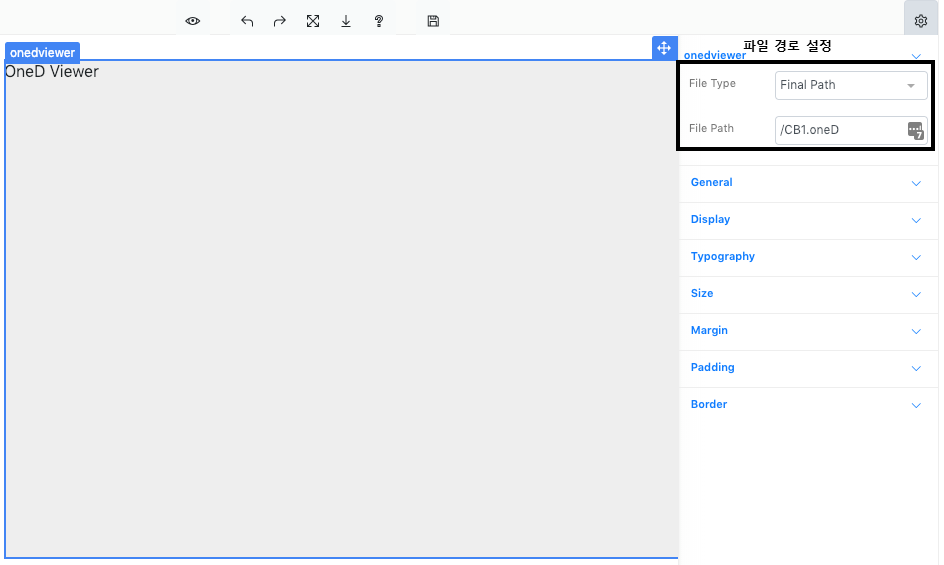 onedviewer
OneD Viewer
파일 경로 설정
onedviewer
File Type
Final Path
File Path
/CB1.oneD
7
General
Display
Typography
Size
Margin
Padding
Border